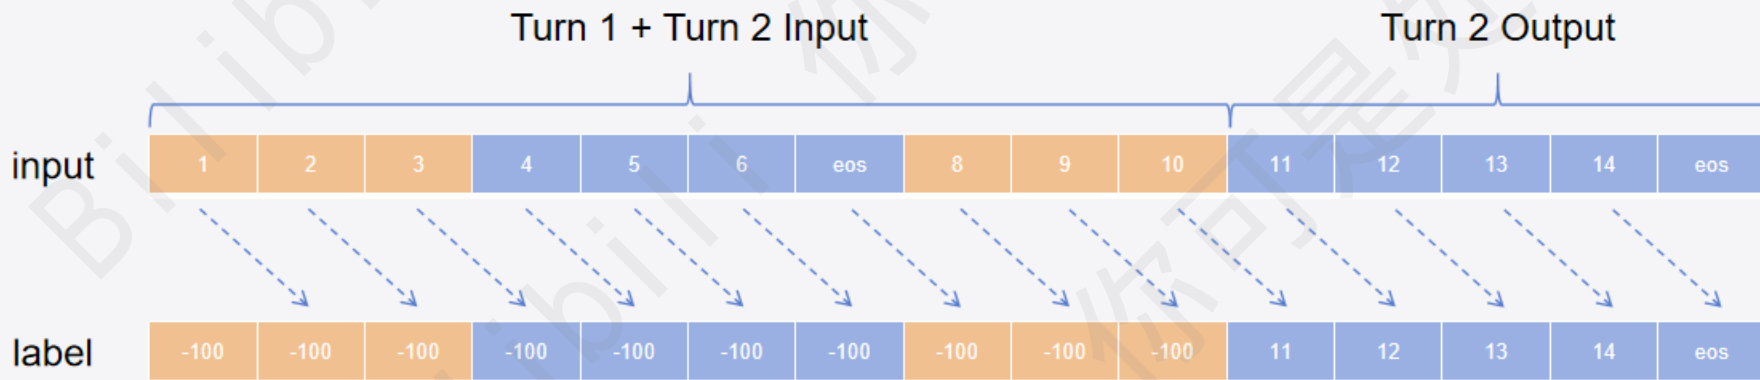 Turn 1 + Turn 2 Input Turn 2 Output
input 1 2 3 4 5 6 eos 8 9 10 11 12 13 14 eos
label -100 -100 -100 -100 -100 -100 -100 -100 -100 -100 11 12 13 14 eos